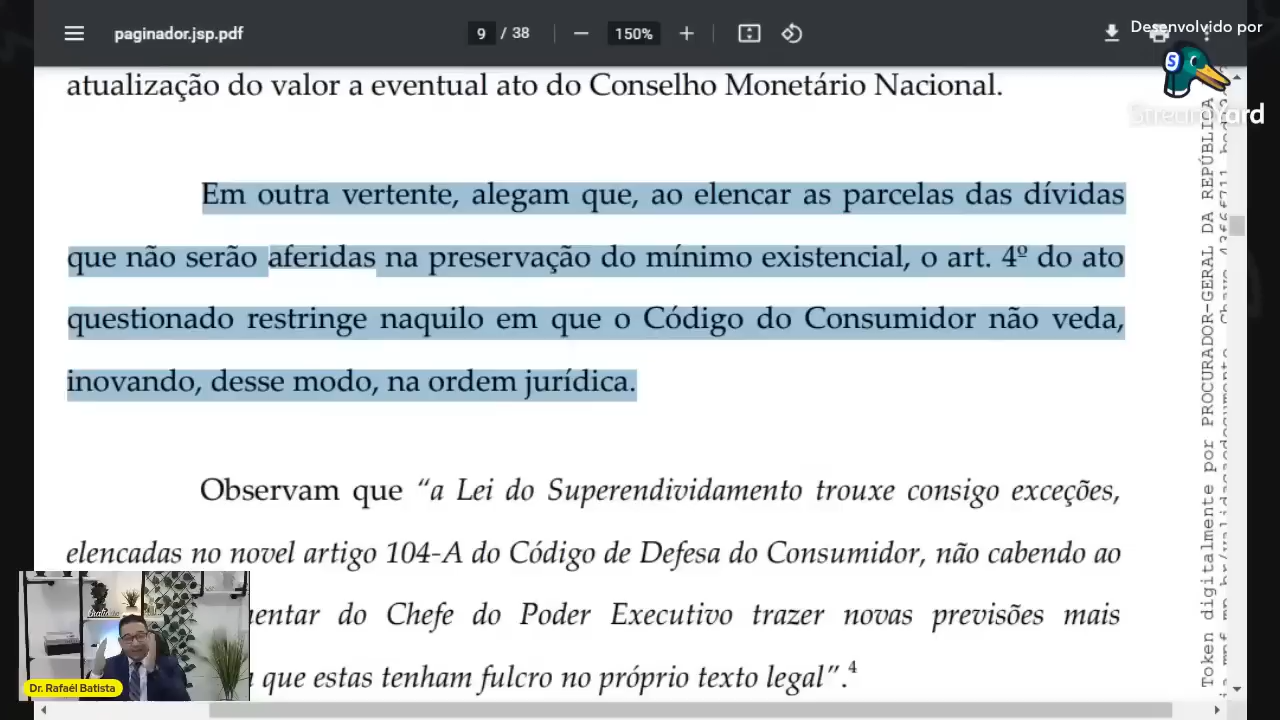 paginador.jsp.pdf
9 / 38
150%
Desenvolvido por
StreamYard
atualização do valor a eventual ato do Conselho Monetário Nacional.
Em outra vertente, alegam que, ao elencar as parcelas das dívidas
que não serão aferidas na preservação do mínimo existencial, o art. 4º do ato
questionado restringe naquilo em que o Código do Consumidor não veda,
inovando, desse modo, na ordem jurídica.
Observam que “a Lei do Superendividamento trouxe consigo exceções,
elencadas no novel artigo 104-A do Código de Defesa do Consumidor, não cabendo ao
do Chefe do Poder Executivo trazer novas previsões mais
que estas tenham fulcro no próprio texto legal”.4
Token digitalmente por PROCURADOR-GERAL DA REPÚBLICA
Dr. Rafaél Batista